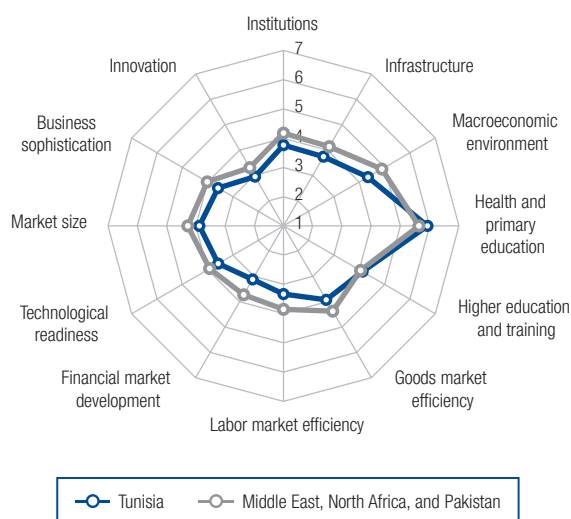 Institutions
7
6
5
4
3
2
1
Infrastructure
Macroeconomic
environment
Health and
primary
education
Higher education
and training
Goods market
efficiency
Labor market efficiency
Financial market
development
Technological
readiness
Market size
Business
sophistication
Innovation
Tunisia
Middle East, North Africa, and Pakistan